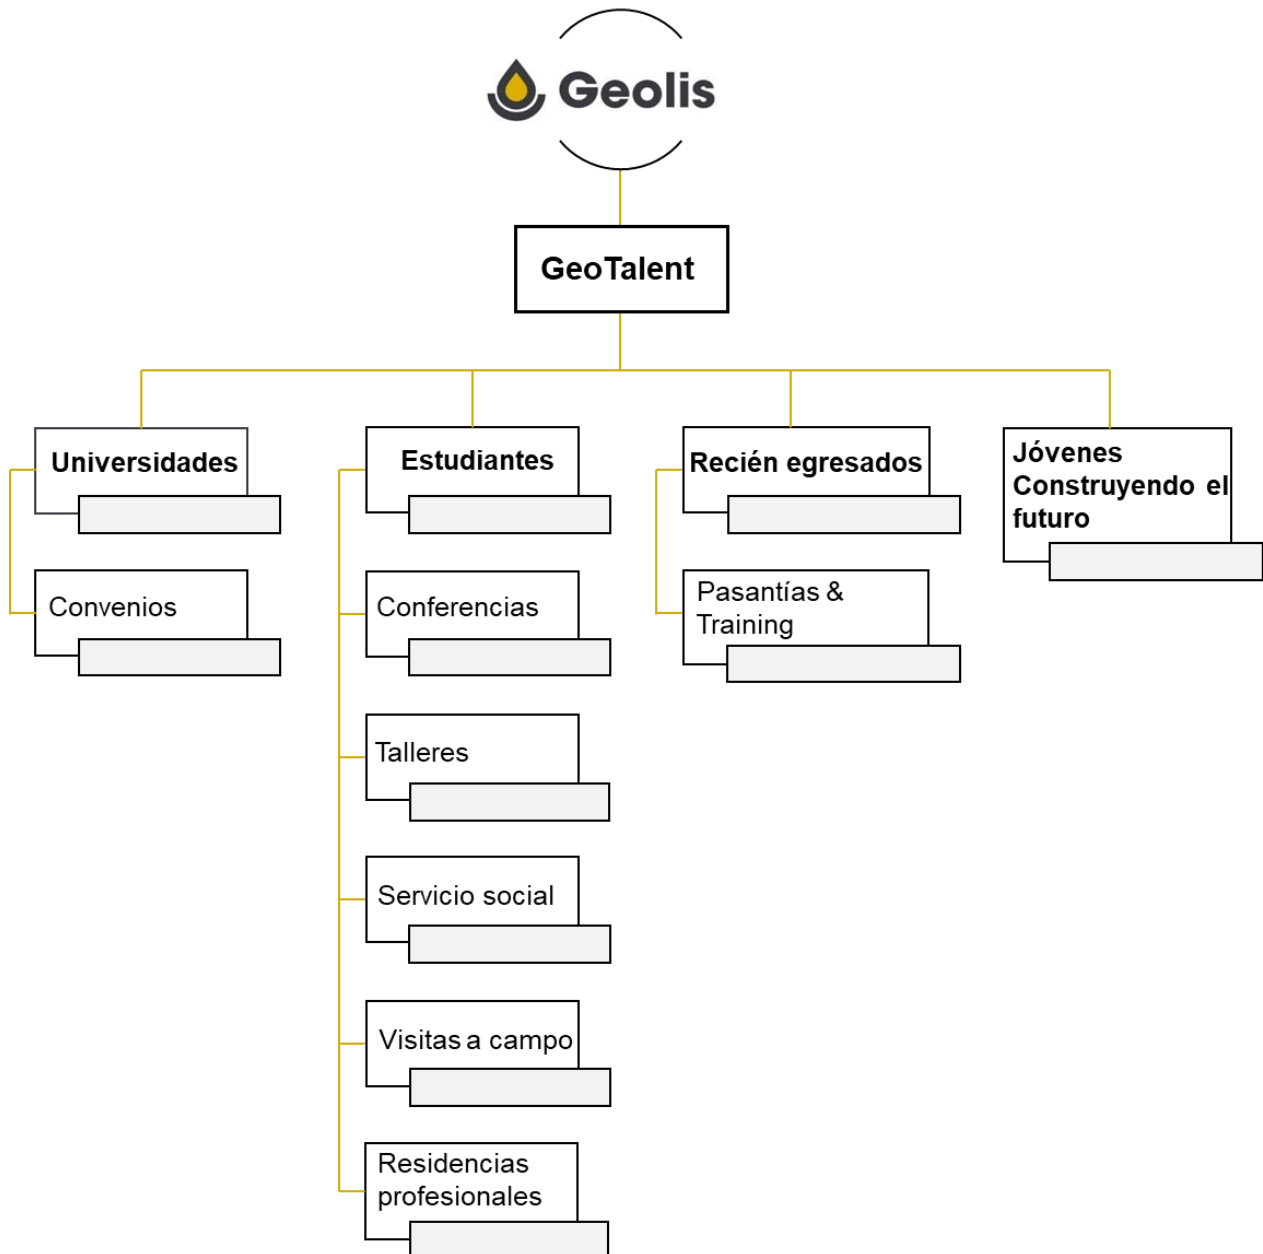 Geolis
GeoTalent
Universidades
Convenios
Estudiantes
Conferencias
Talleres
Servicio social
Visitas a campo
Residencias
profesionales
Recién egresados
Pasantías &
Training
Jóvenes
Construyendo el
futuro